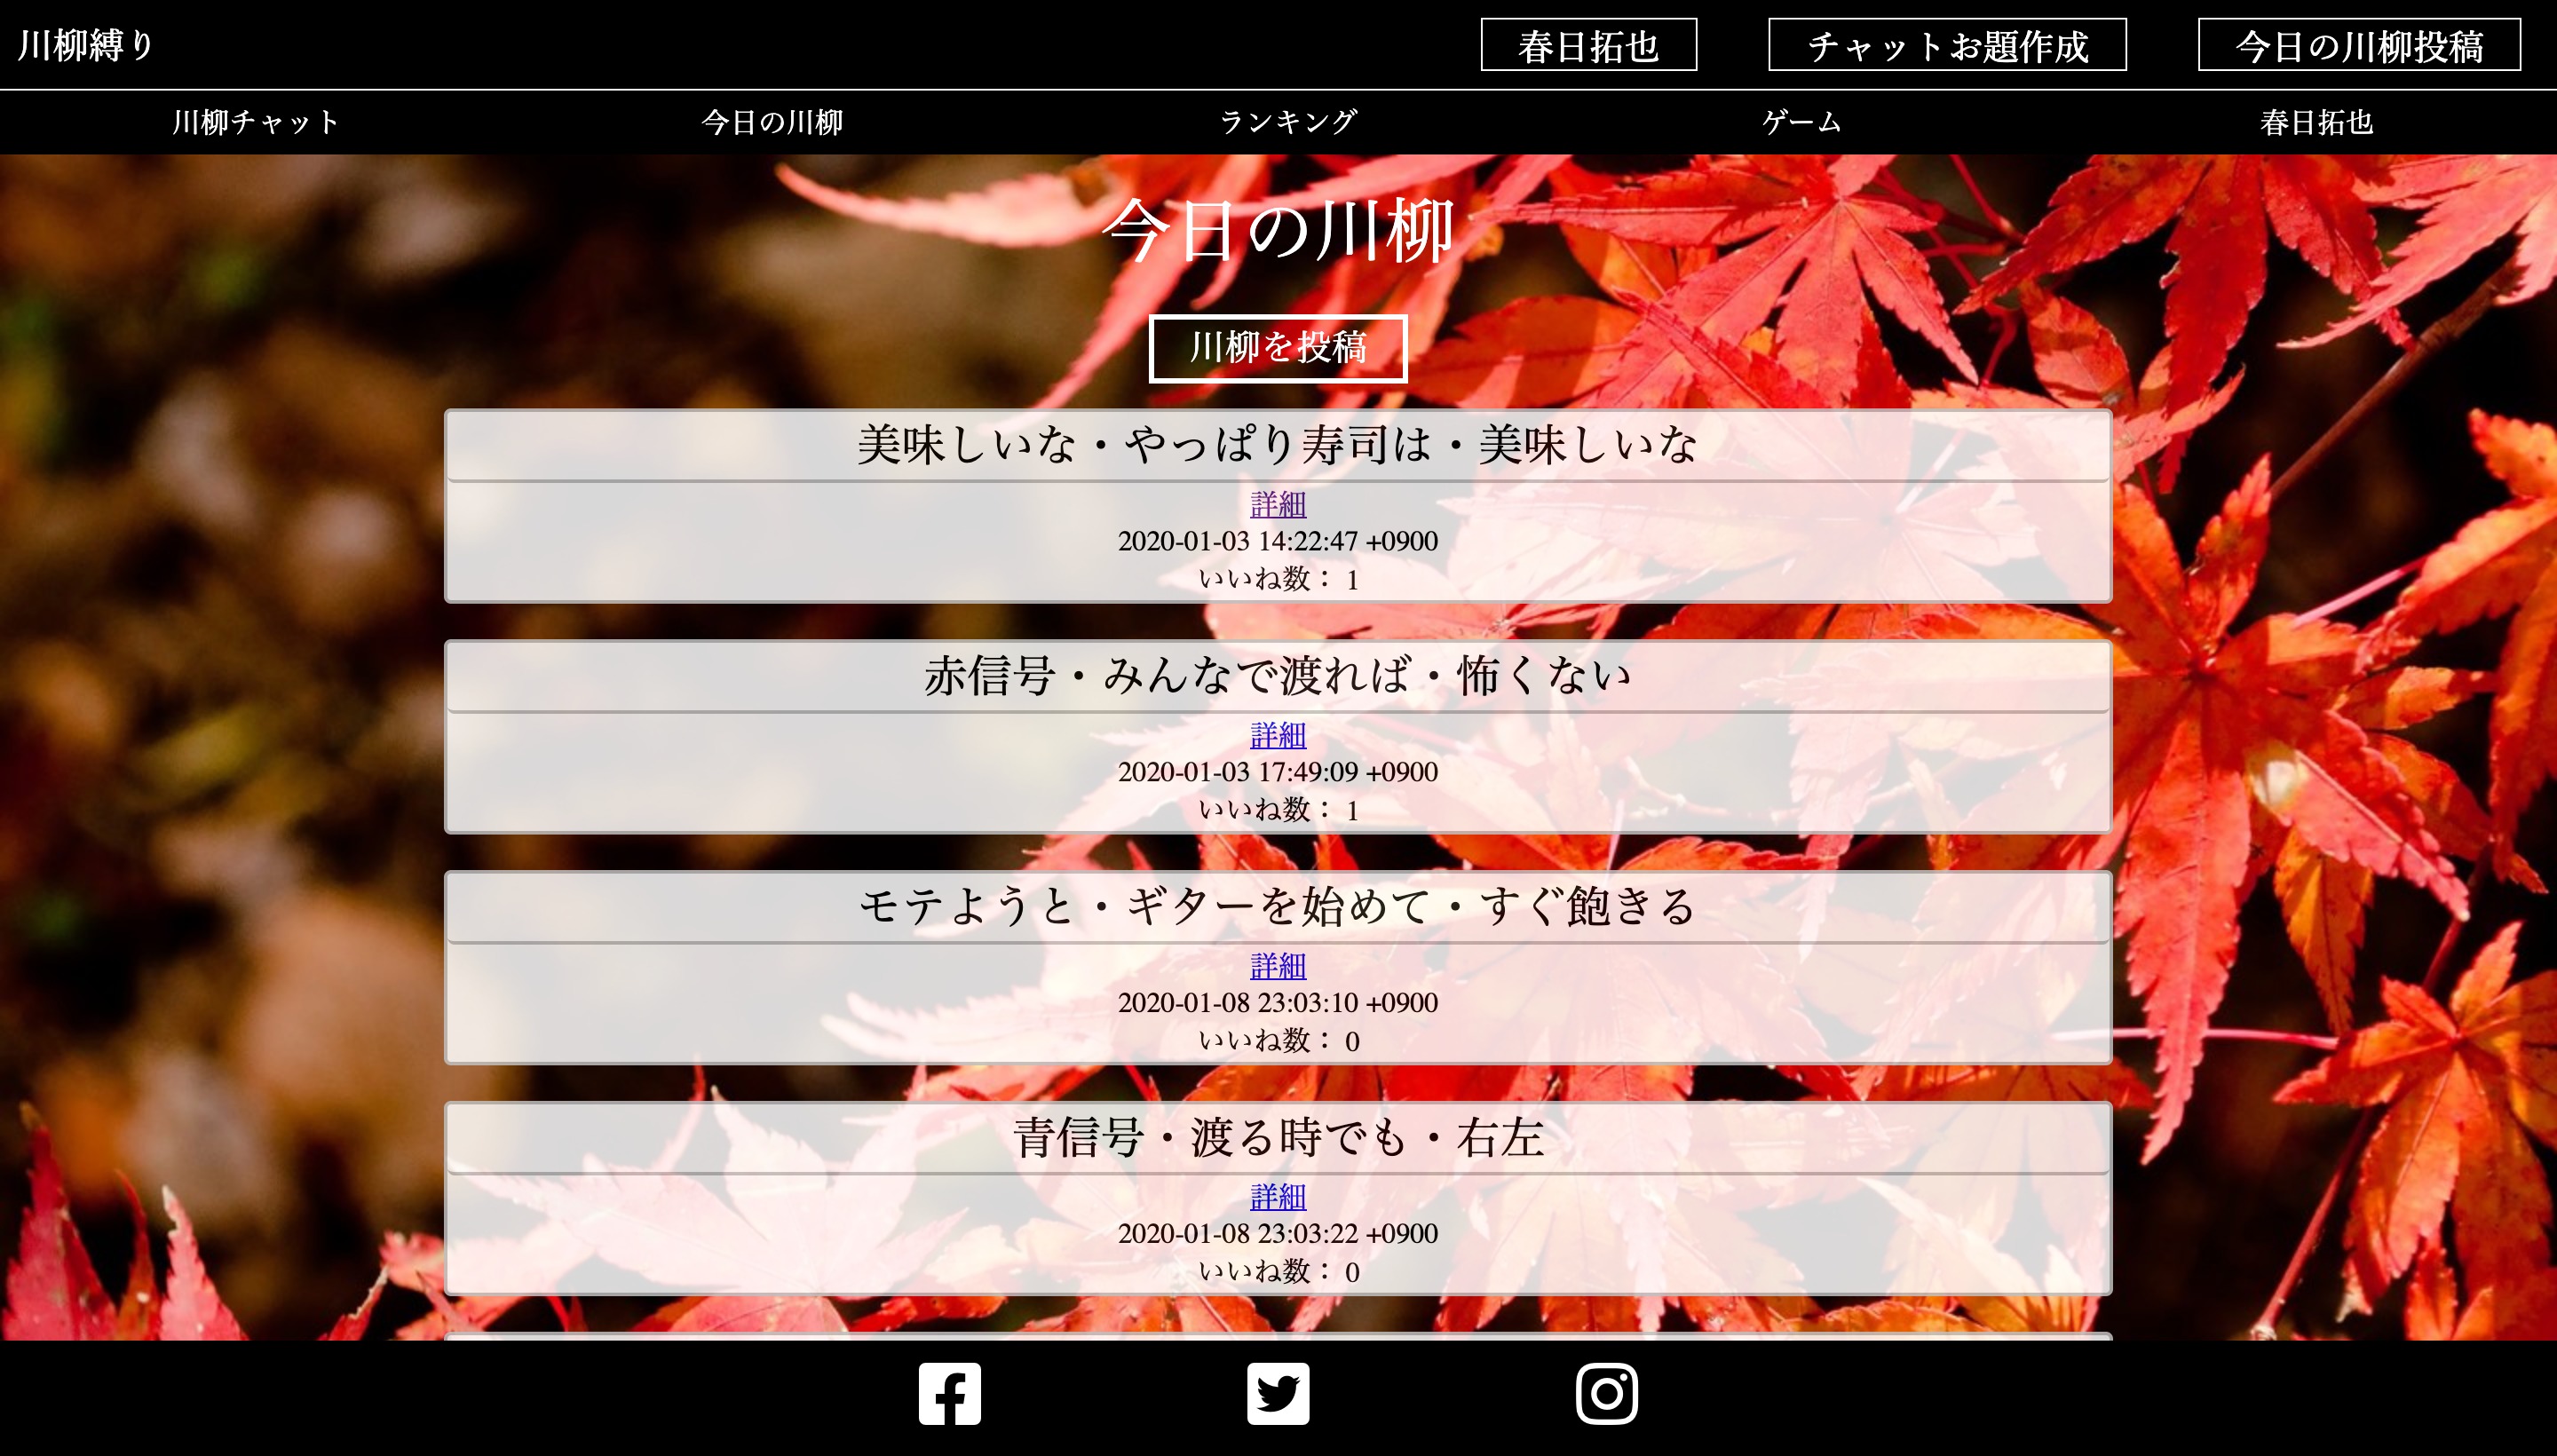 川柳縛り
春日拓也
チャットお題作成
今日の川柳投稿
川柳チャット
今日の川柳
ランキング
ゲーム
春日拓也
今日の川柳
川柳を投稿
美味しいな・やっぱり寿司は・美味しいな
詳細
2020-01-03 14:22:47 +0900
いいね数： 1
赤信号・みんなで渡れば・怖くない
詳細
2020-01-03 17:49:09 +0900
いいね数： 1
モテようと・ギターを始めて・すぐ飽きる
詳細
2020-01-08 23:03:10 +0900
いいね数： 0
青信号・渡る時でも・右左
詳細
2020-01-08 23:03:22 +0900
いいね数： 0